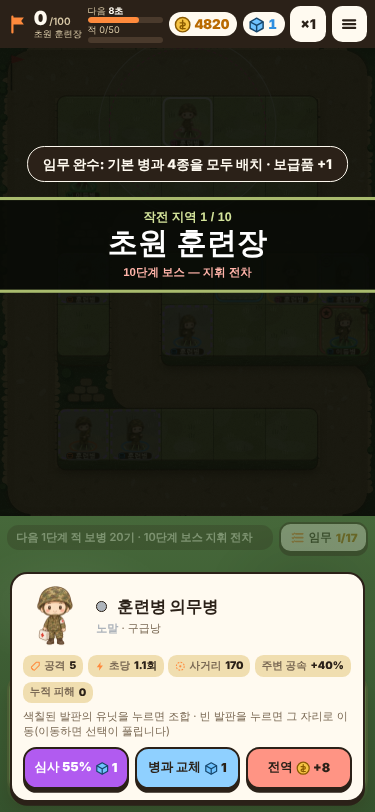 0/100
초원 훈련장
다음 8초
적 0/50
4820
1
×1
임무 완수: 기본 병과 4종을 모두 배치 · 보급품 +1
작전 지역 1 / 10
초원 훈련장
10단계 보스 — 지휘 전차
다음 1단계 적 보병 20기 · 10단계 보스 지휘 전차
임무 1/17
훈련병 의무병
노말 · 구급낭
공격 5
초당 1.1회
사거리 170
주변 공속 +40%
누적 피해 0
색칠된 발판의 유닛을 누르면 조합 · 빈 발판을 누르면 그 자리로 이
동(이동하면 선택이 풀립니다)
심사 55% 1
병과 교체 1
전역 +8